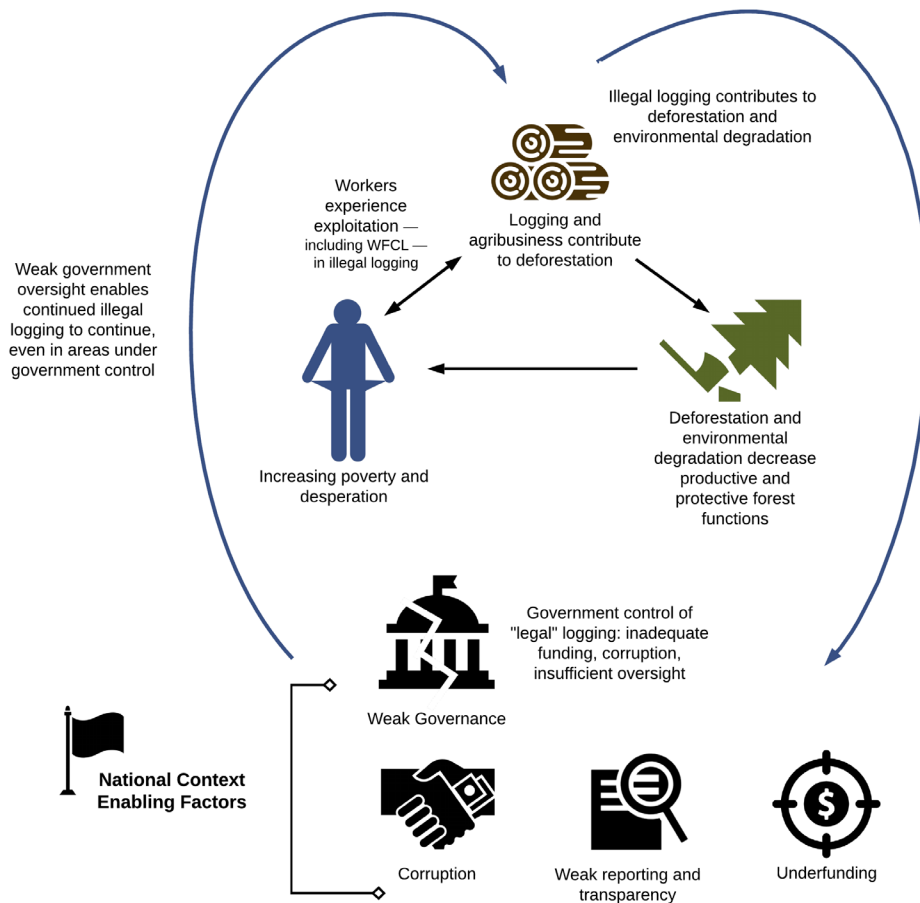 Illegal logging contributes to
deforestation and
environmental degradation
Workers
experience
exploitation —
including WFCL —
in illegal logging
Logging and
agribusiness contribute
to deforestation
Weak government
oversight enables
continued illegal
logging to continue,
even in areas under
government control
Increasing poverty and
desperation
Deforestation and
environmental
degradation decrease
productive and
protective forest
functions
Government control of
"legal" logging: inadequate
funding, corruption,
insufficient oversight
Weak Governance
National Context
Enabling Factors
$
Corruption
Weak reporting and
transparency
Underfunding